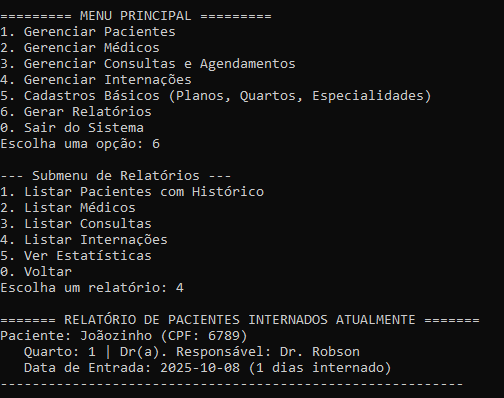 ========= MENU PRINCIPAL =========
1. Gerenciar Pacientes
2. Gerenciar Médicos
3. Gerenciar Consultas e Agendamentos
4. Gerenciar Internações
5. Cadastros Básicos (Planos, Quartos, Especialidades)
6. Gerar Relatórios
0. Sair do Sistema
Escolha uma opção: 6

--- Submenu de Relatórios ---
1. Listar Pacientes com Histórico
2. Listar Médicos
3. Listar Consultas
4. Listar Internações
5. Ver Estatísticas
0. Voltar
Escolha um relatório: 4

======= RELATÓRIO DE PACIENTES INTERNADOS ATUALMENTE =======
Paciente: Joãozinho (CPF: 6789)
   Quarto: 1 | Dr(a). Responsável: Dr. Robson
   Data de Entrada: 2025-10-08 (1 dias internado)
----------------------------------------------------------